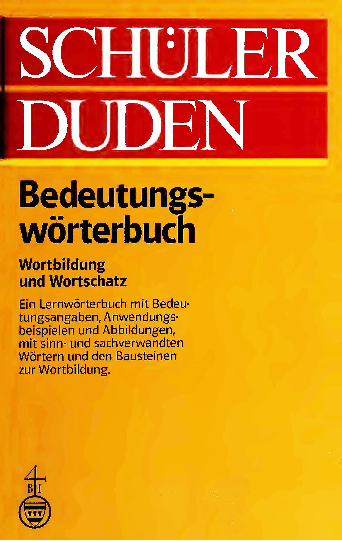 SCHÜLER
DUDEN
Bedeutungs-
wörterbuch
Wortbildung
und Wortschatz
Ein Lernwörterbuch mit Bedeu-
tungsangaben, Anwendungs-
beispielen und Abbildungen,
mit sinn- und sachverwandten
Wörtern und den Bausteinen
zur Wortbildung.
B I